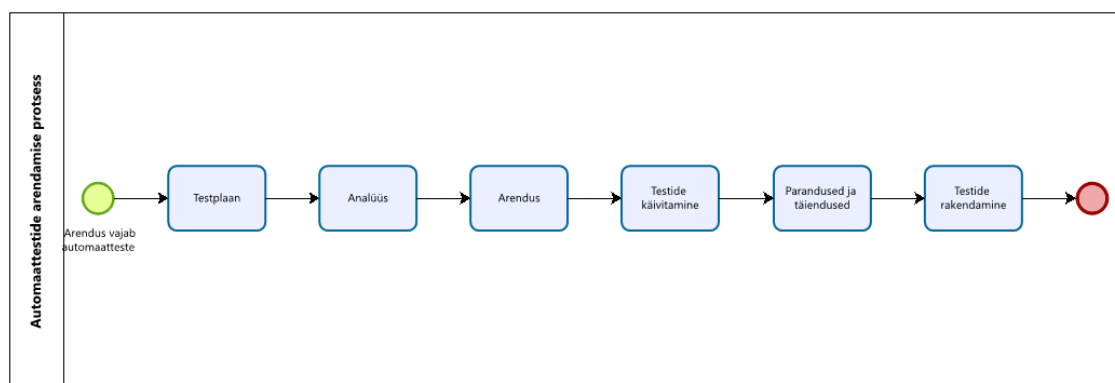 Automaattestide arendamise protsess
Arendus vajab
automaatteste
Testplaan
Analüüs
Arendus
Testide
käivitamine
Parandused ja
täiendused
Testide
rakendamine